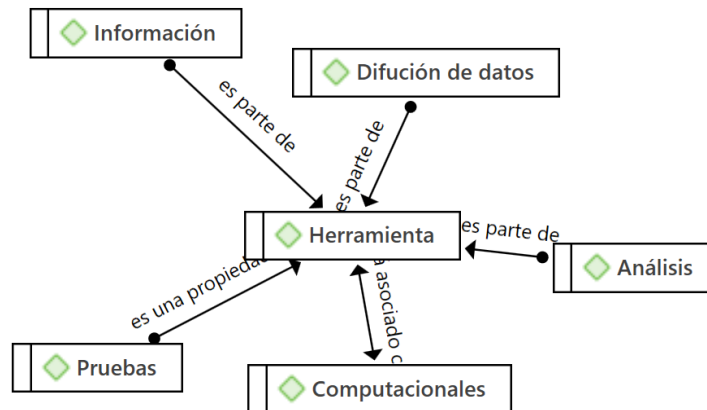 Información
Difución de datos
es parte de
es parte de
Herramienta
es parte de
Análisis
es una propieda
asociado
Pruebas
Computacionales